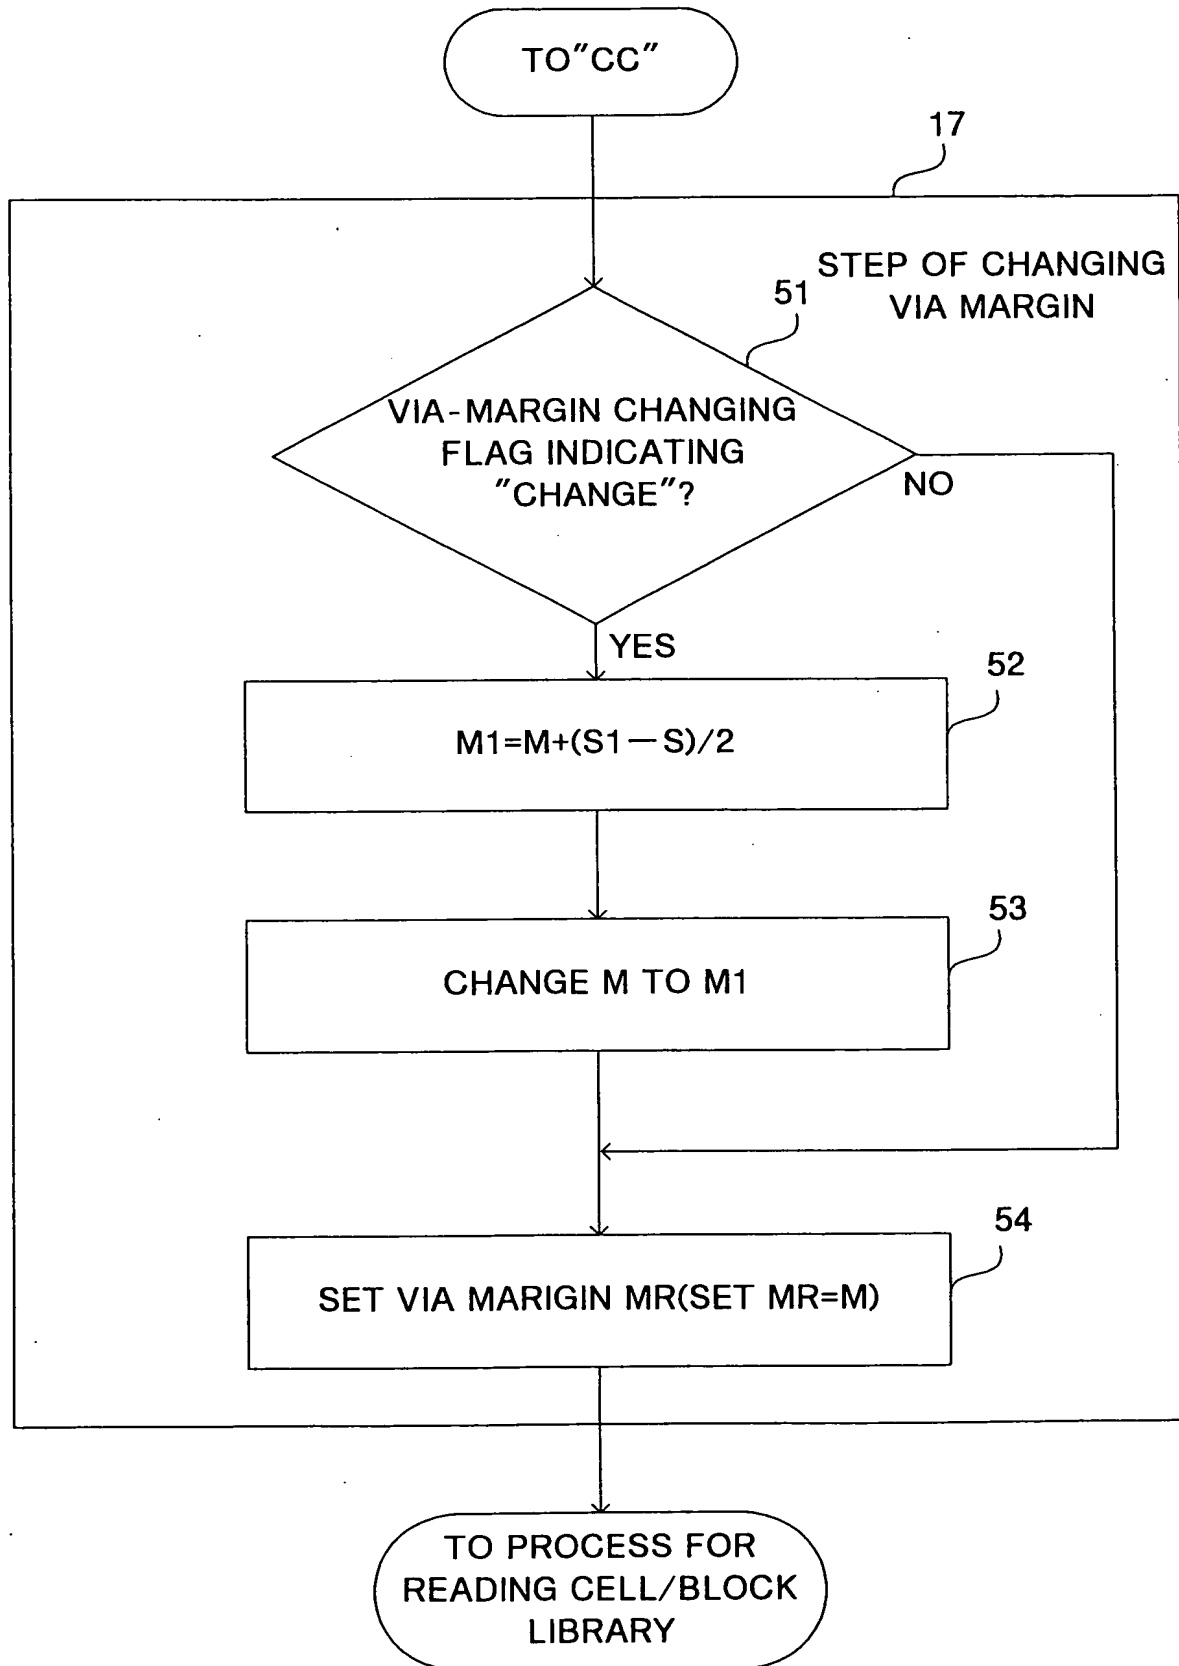 TO"CC"
17
STEP OF CHANGING
VIA MARGIN
51
VIA-MARGIN CHANGING
FLAG INDICATING
"CHANGE"?
NO
YES
52
M1=M+(S1—S)/2
53
CHANGE M TO M1
54
SET VIA MARIGIN MR(SET MR=M)
TO PROCESS FOR
READING CELL/BLOCK
LIBRARY